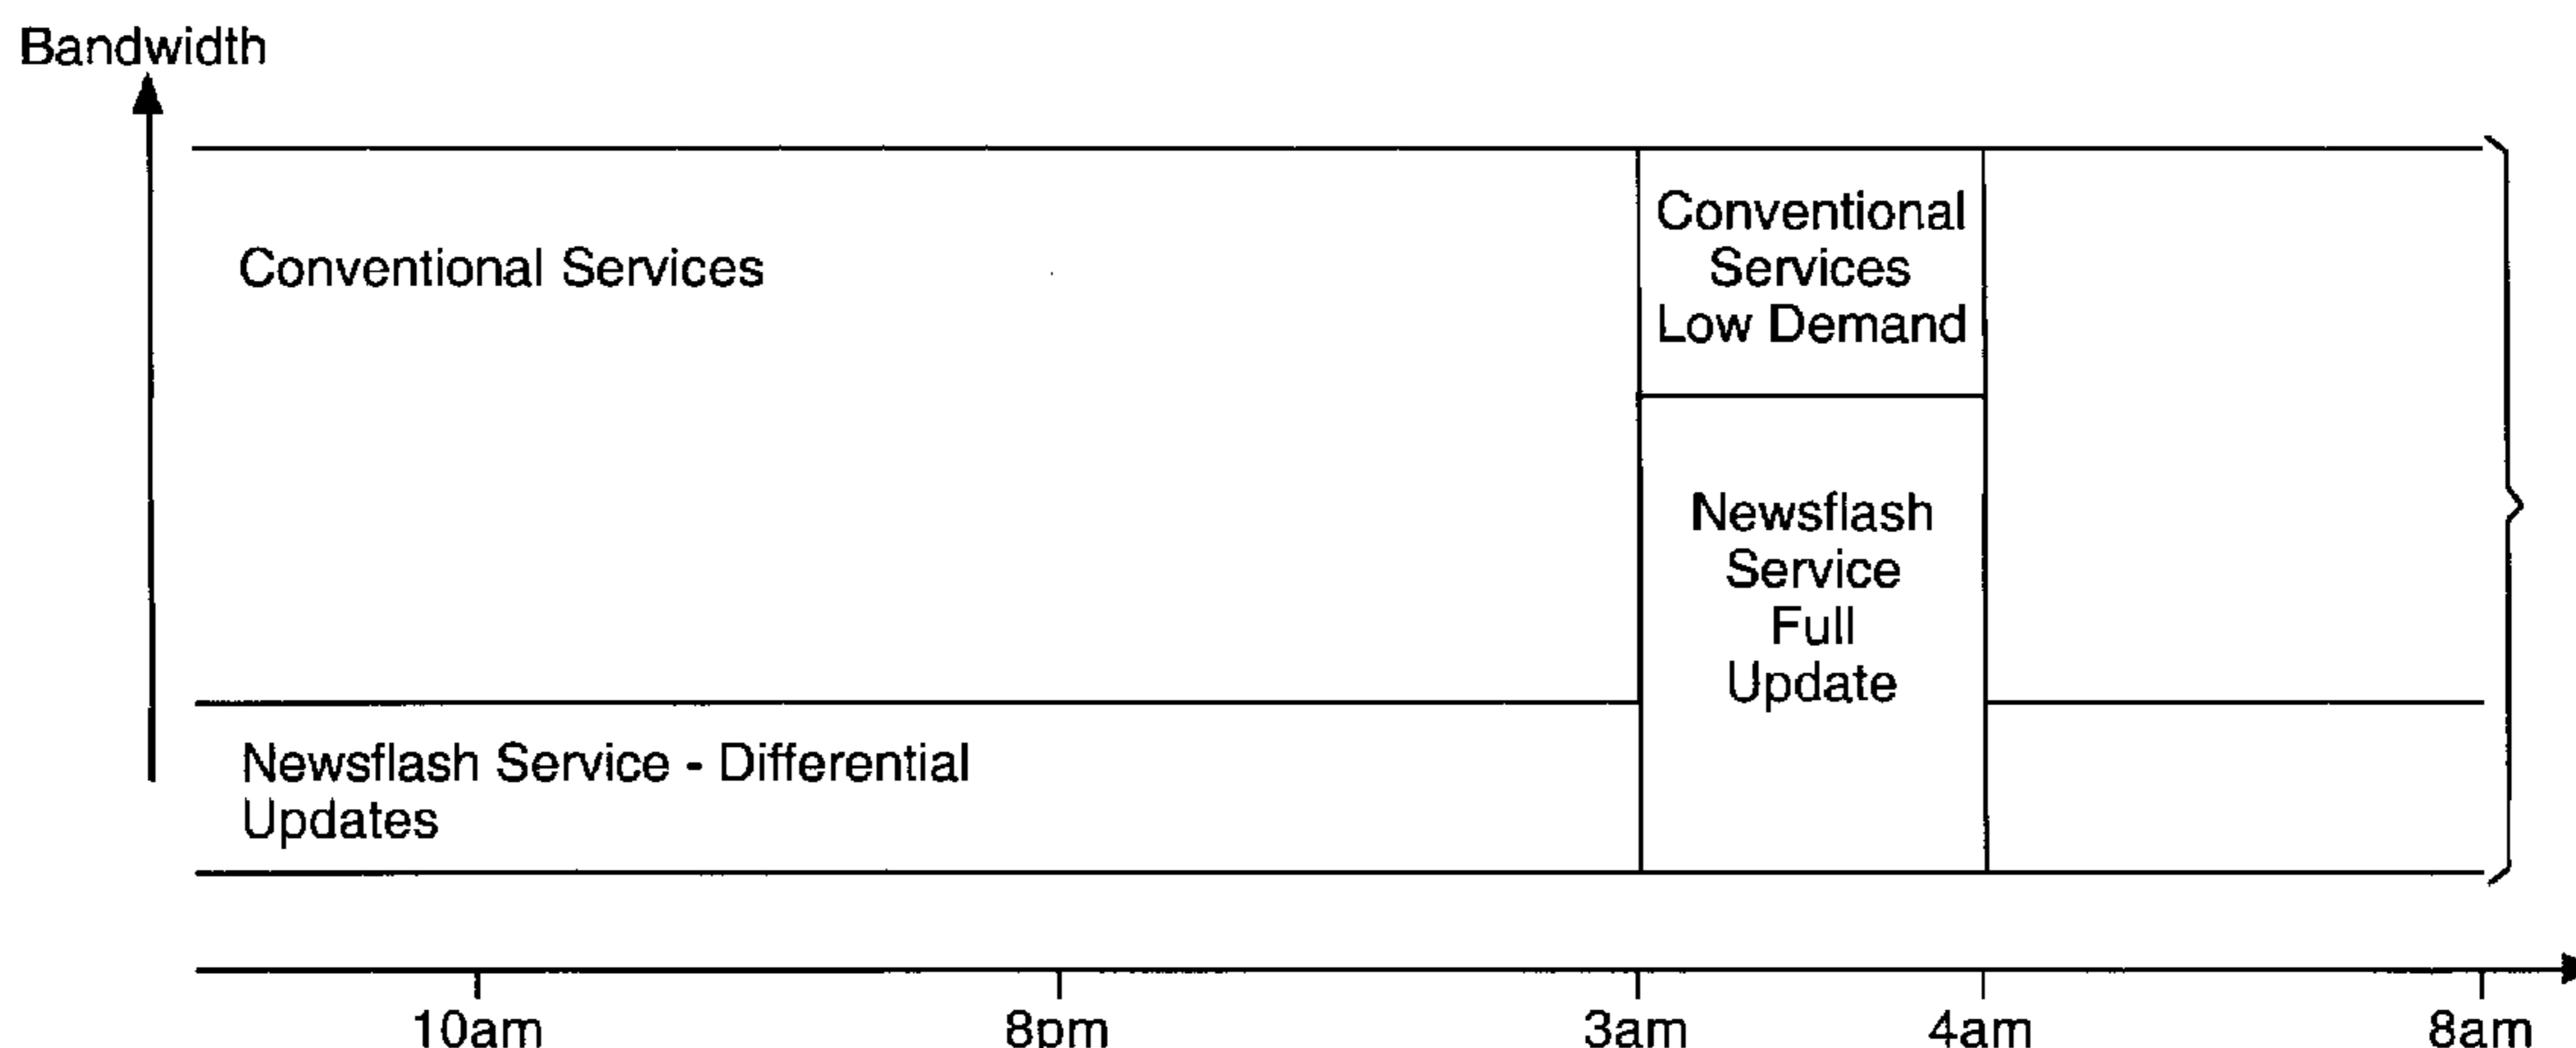 Bandwidth
Conventional Services
Conventional
Services
Low Demand
Newsflash
Service
Full
Update
Newsflash Service - Differential
Updates
10am
8pm
3am
4am
8am